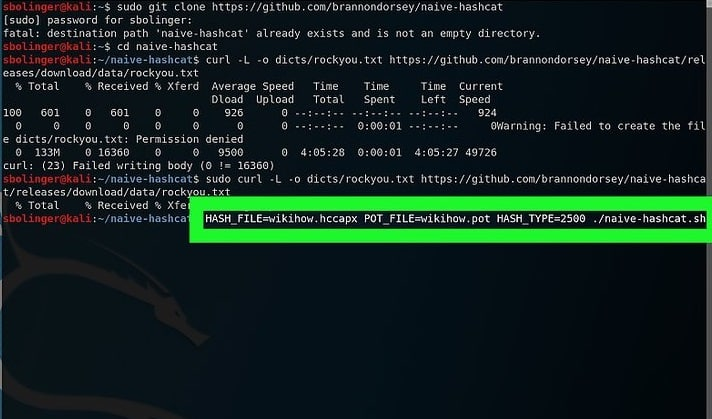 sbolinger@kali:~$ sudo git clone https://github.com/brannondorsey/naive-hashcat
[sudo] password for sbolinger:
fatal: destination path 'naive-hashcat' already exists and is not an empty directory.
sbolinger@kali:~$ cd naive-hashcat
sbolinger@kali:~/naive-hashcat$ curl -L -o dicts/rockyou.txt https://github.com/brannondorsey/naive-hashcat/rel
eases/download/data/rockyou.txt
% Total % Received % Xferd Average Speed Time Time Time Current
Dload Upload Total Spent Left Speed
100 601 0 601 0 0 926 0 --:--:-- --:--:-- --:--:-- 924
0 0 0 0 0 0 0 0 --:--:-- 0:00:01 --:--:-- 0Warning: Failed to create the fil
e dicts/rockyou.txt: Permission denied
0 133M 0 16360 0 0 9500 0 4:05:28 0:00:01 4:05:27 49726
curl: (23) Failed writing body (0 != 16360)
sbolinger@kali:~/naive-hashcat$ sudo curl -L -o dicts/rockyou.txt https://github.com/brannondorsey/naive-hashca
t/releases/download/data/rockyou.txt
% Total % Received % Xfer
sbolinger@kali:~/naive-hashcat HASH_FILE=wikihow.hccapx POT_FILE=wikihow.pot HASH_TYPE=2500 ./naive-hashcat.sh